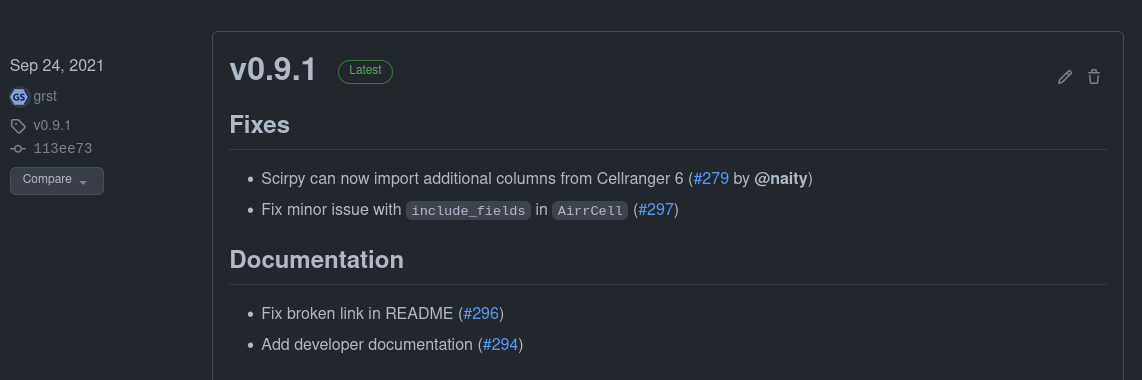 Sep 24, 2021
GS grst
v0.9.1
113ee73
Compare
v0.9.1 Latest
Fixes
Scirpy can now import additional columns from Cellranger 6 (#279 by @naity)
Fix minor issue with include_fields in AirrCell (#297)
Documentation
Fix broken link in README (#296)
Add developer documentation (#294)